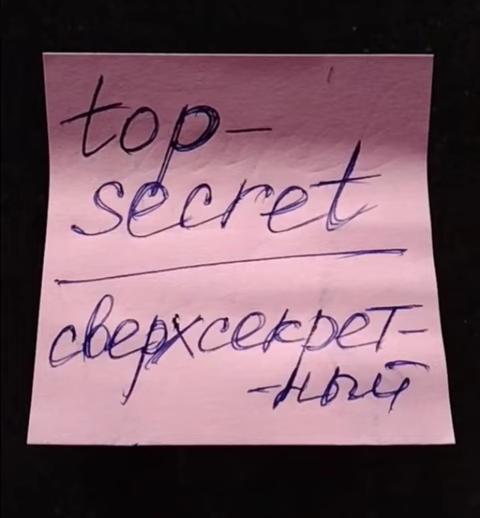 top-
secret
сверхсекрет-
-ный